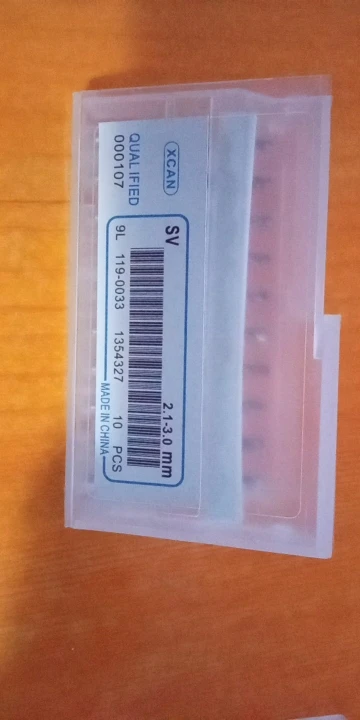 XCAN
QUALIFIED
000107
SV
2.1-3.0 mm
9L 119-0033 1354327 10 PCS
MADE IN CHINA